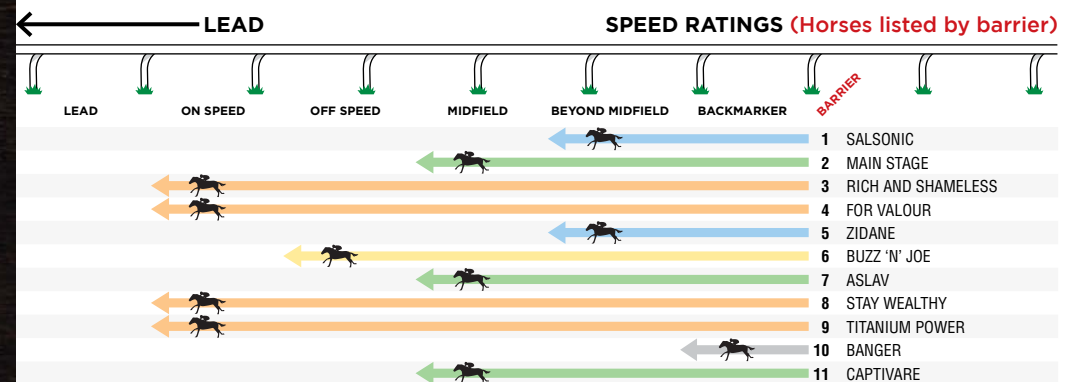 LEAD SPEED RATINGS (Horses listed by barrier)
LEAD ON SPEED OFF SPEED MIDFIELD BEYOND MIDFIELD BACKMARKER BARRIER
1 SALSONIC
2 MAIN STAGE
3 RICH AND SHAMELESS
4 FOR VALOUR
5 ZIDANE
6 BUZZ ‘N’ JOE
7 ASLAV
8 STAY WEALTHY
9 TITANIUM POWER
10 BANGER
11 CAPTIVARE